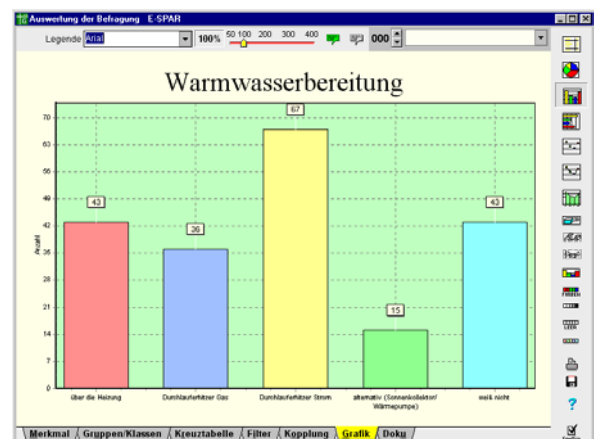 Auswertung der Befragung E-SPAR
Legende Arial 100% 50 100 200 300 400 000
Warmwasserbereitung
Anzahl
70
63
56
49
42
35
28
21
14
7
0
43
36
67
15
43
über die Heizung
Durchlauferhitzer Gas
Durchlauferhitzer Strom
alternativ (Sonnenkollektor/
Wärmepumpe)
weiß nicht
FARBEN
LEER
?
Merkmal Gruppen/Klassen Kreuztabelle Filter Kopplung Grafik Doku